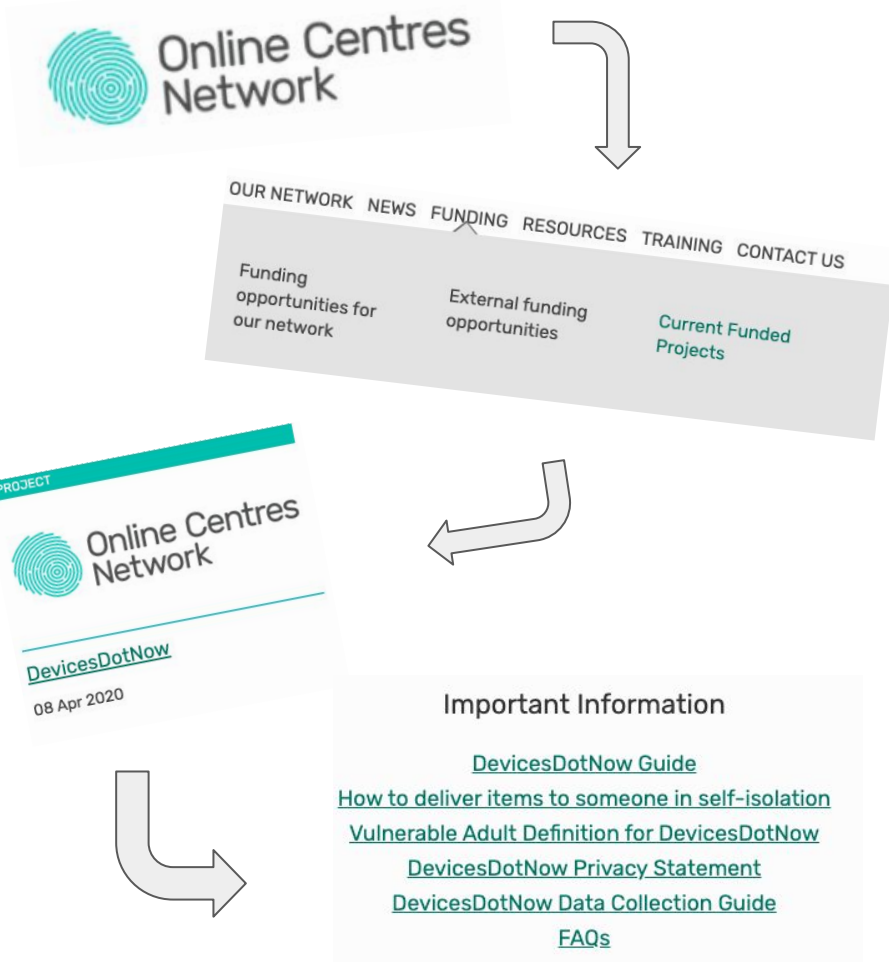 Online Centres
Network
OUR NETWORK NEWS FUNDING RESOURCES TRAINING CONTACT US
Funding
opportunities for
our network
External funding
opportunities
Current Funded
Projects
PROJECT
Online Centres
Network
DevicesDotNow
08 Apr 2020
Important Information
DevicesDotNow Guide
How to deliver items to someone in self-isolation
Vulnerable Adult Definition for DevicesDotNow
DevicesDotNow Privacy Statement
DevicesDotNow Data Collection Guide
FAQs